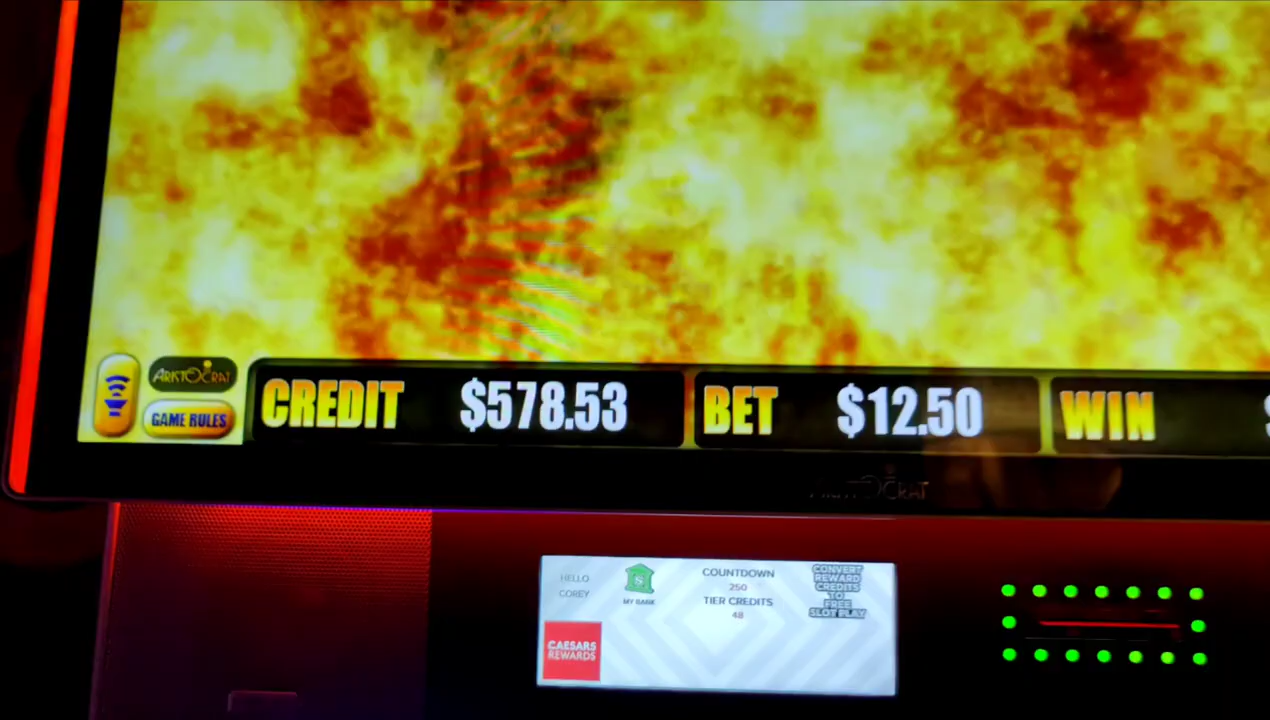 ARISTOCRAT
GAME RULES
CREDIT $578.53
BET $12.50
WIN $
ARISTOCRAT
HELLO
COREY
MY BANK
COUNTDOWN
250
TIER CREDITS
48
CONVERT
REWARD
CREDITS
TO
FREE
SLOT PLAY
CAESARS
REWARDS